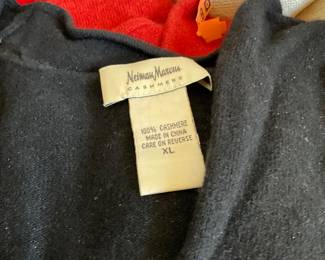 Neiman Marcus
CASHMERE
100% CASHMERE
MADE IN CHINA
CARE ON REVERSE
XL